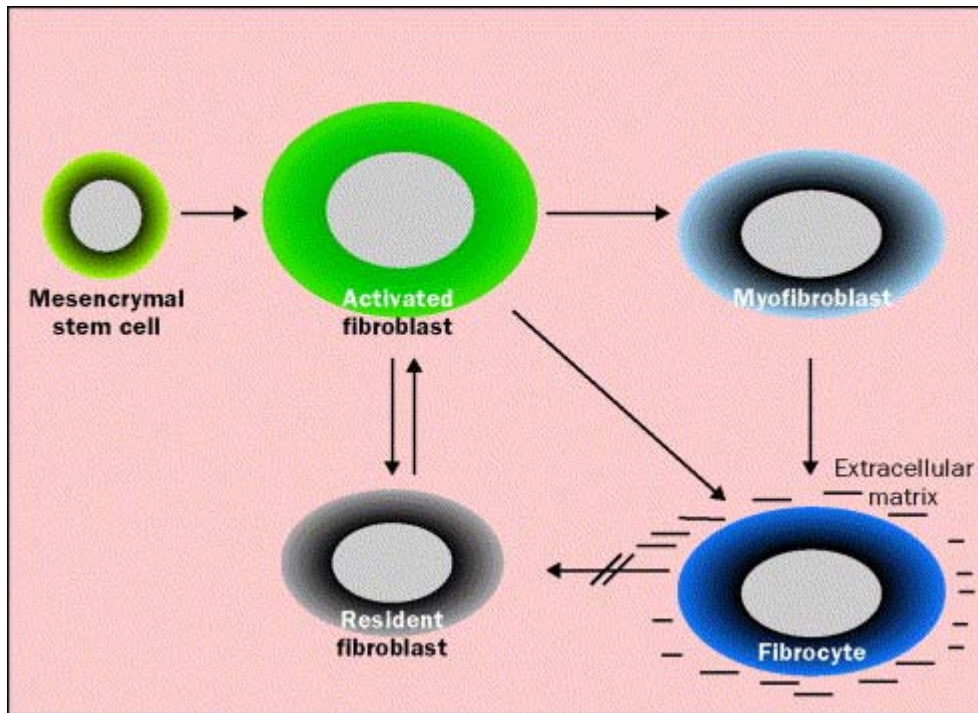 Mesencrymal
stem cell
Activated
fibroblast
Myofibroblast
Extracellular
matrix
Resident
fibroblast
Fibrocyte